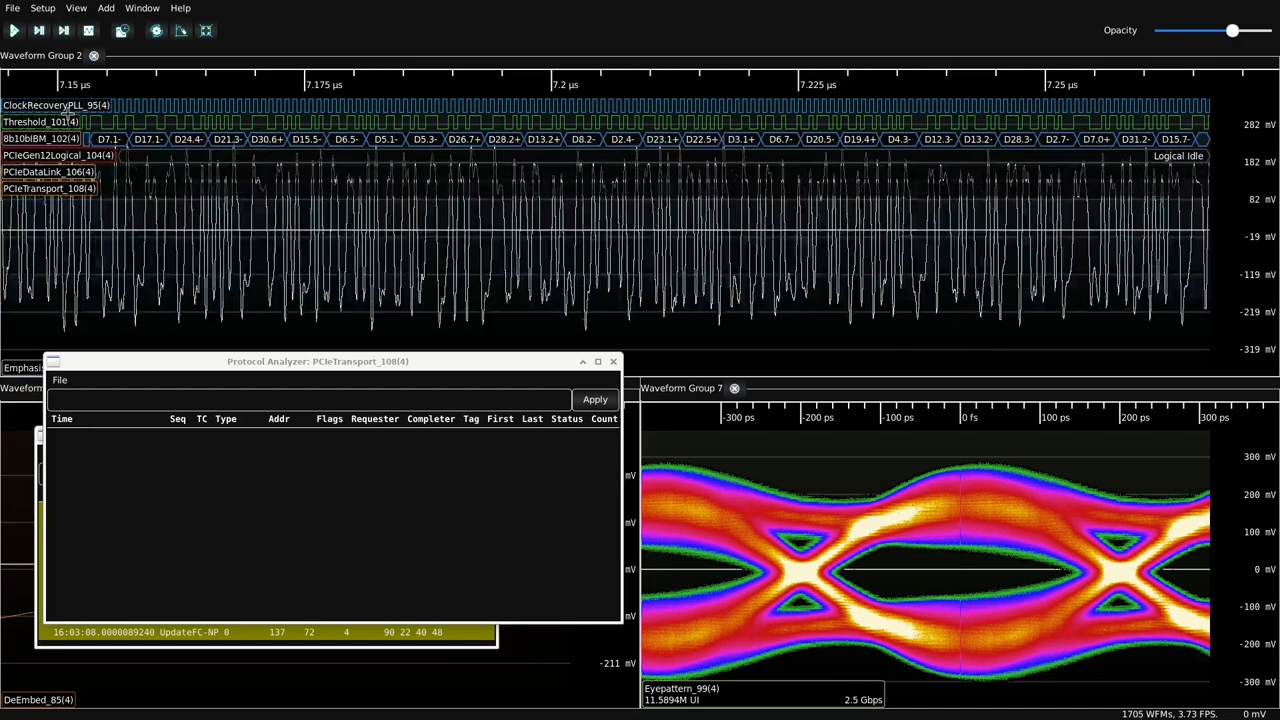 File Setup View Add Window Help
Opacity
Waveform Group 2
7.15 µs 7.175 µs 7.2 µs 7.225 µs 7.25 µs
ClockRecoveryPLL_95(4)
Threshold_101(4)
282 mV
8b10bIBM_102(4) D7.1- D17.1- D24.4- D21.3- D30.6+ D15.5- D6.5- D5.1- D5.3- D26.7+ D28.2+ D13.2+ D8.2- D2.4- D23.1+ D22.5+ D3.1+ D6.7- D20.5- D19.4+ D4.3- D12.3- D13.2- D28.3- D2.7- D7.0+ D31.2- D15.7-
PCIeGen12Logical_104(4) Logical Idle
182 mV
PCIeDataLink_106(4)
PCIeTransport_108(4)
82 mV
-19 mV
-119 mV
-219 mV
-319 mV
Protocol Analyzer: PCIeTransport_108(4)
Emphasi
File
Waveform
Waveform Group 7
Apply
Time Seq TC Type Addr Flags Requester Completer Tag First Last Status Count
-300 ps -200 ps -100 ps 0 fs 100 ps 200 ps 300 ps
300 mV
mV
200 mV
mV
100 mV
mV
0 mV
-100 mV
mV
16:03:08.0000089240 UpdateFC-NP 0 137 72 4 90 22 40 48
-200 mV
-211 mV
-300 mV
DeEmbed_85(4)
Eyepattern_99(4)
11.5894M UI 2.5 Gbps
1705 WFMs, 3.73 FPS. 0 mV